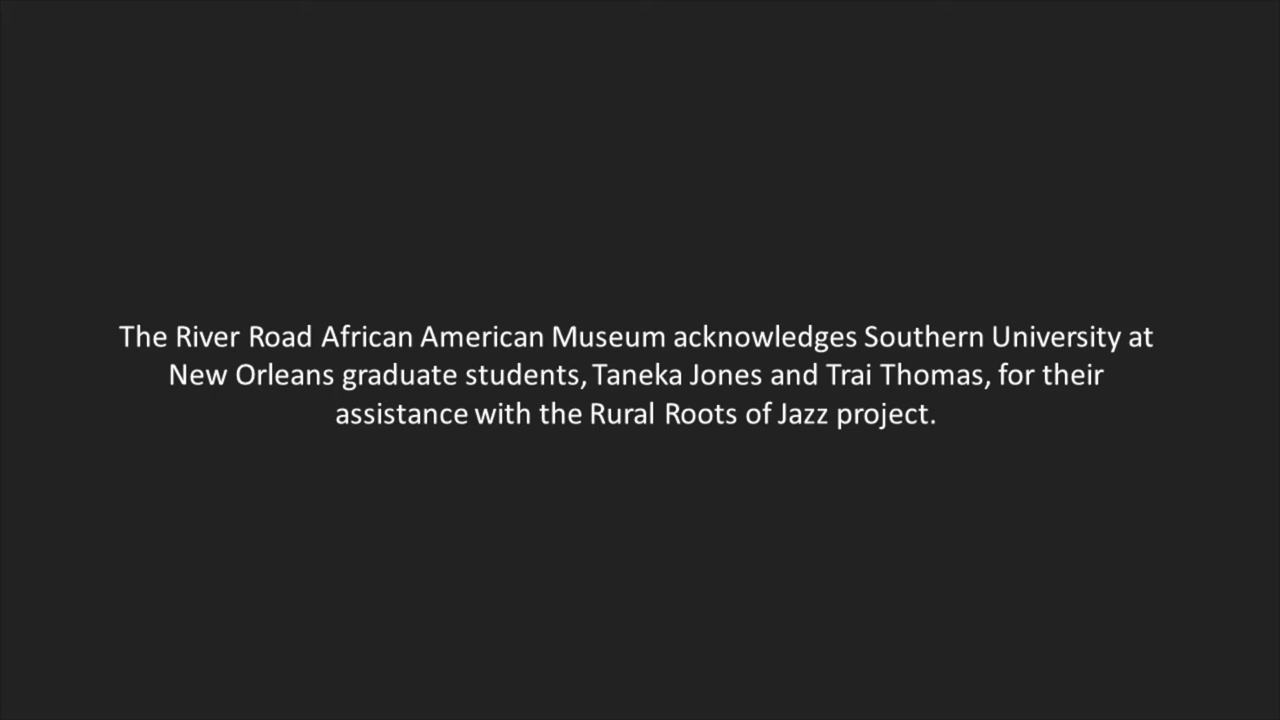 The River Road African American Museum acknowledges Southern University at
New Orleans graduate students, Taneka Jones and Trai Thomas, for their
assistance with the Rural Roots of Jazz project.